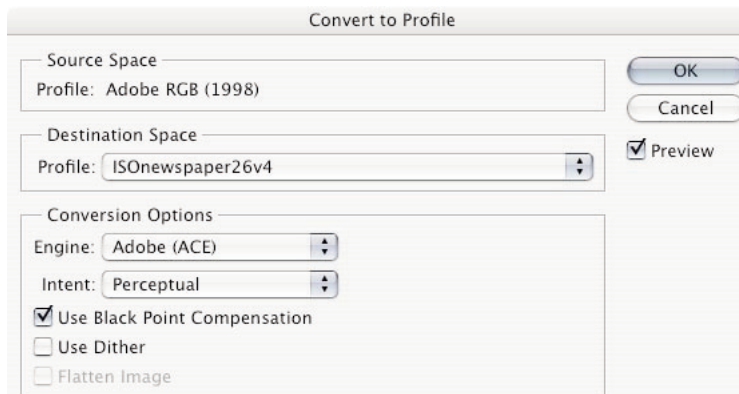 Convert to Profile
Source Space
Profile: Adobe RGB (1998)
OK
Cancel
Preview
Destination Space
Profile: ISOnewspaper26v4
Conversion Options
Engine: Adobe (ACE)
Intent: Perceptual
Use Black Point Compensation
Use Dither
Flatten Image